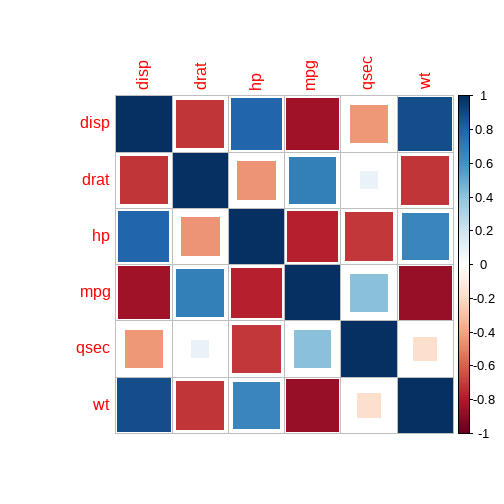 disp drat hp mpg qsec wt
disp
drat
hp
mpg
qsec
wt
1
0.8
0.6
0.4
0.2
0
-0.2
-0.4
-0.6
-0.8
-1